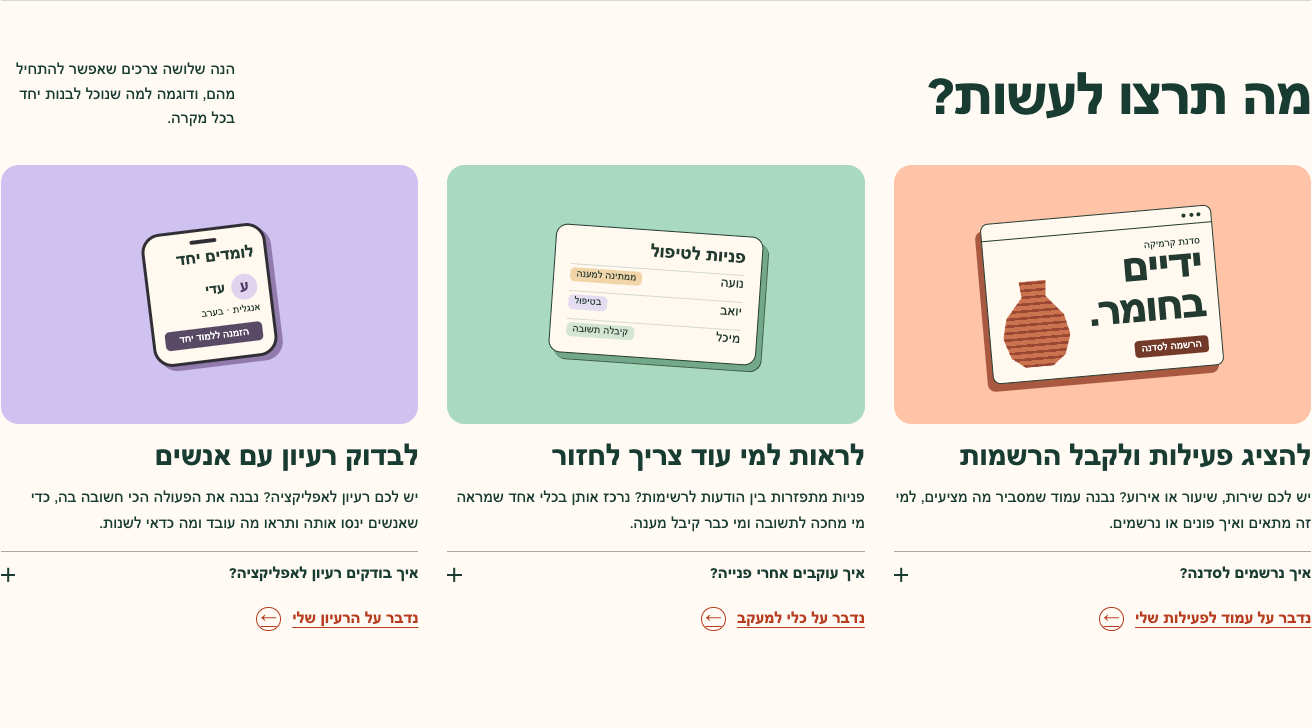 מה תרצו לעשות?
הנה שלושה צרכים שאפשר להתחיל
מהם, ודוגמה למה שנוכל לבנות יחד
בכל מקרה.
סדנת קרמיקה
ידיים
בחומר.
הרשמה לסדנה
להציג פעילות ולקבל הרשמות
יש לכם שירות, שיעור או אירוע? נבנה עמוד שמסביר מה מציעים, למי
זה מתאים ואיך פונים או נרשמים.
איך נרשמים לסדנה?
נדבר על עמוד לפעילות שלי
פניות לטיפול
נועה ממתינה למענה
יואב בטיפול
מיכל קיבלה תשובה
לראות למי עוד צריך לחזור
פניות מתפזרות בין הודעות לרשימות? נרכז אותן בכלי אחד שמראה
מי מחכה לתשובה ומי כבר קיבל מענה.
איך עוקבים אחרי פנייה?
נדבר על כלי למעקב
לומדים יחד
ע עדי
אנגלית · בערב
הזמנה ללמוד יחד
לבדוק רעיון עם אנשים
יש לכם רעיון לאפליקציה? נבנה את הפעולה הכי חשובה בה, כדי
שאנשים ינסו אותה ותראו מה עובד ומה כדאי לשנות.
איך בודקים רעיון לאפליקציה?
נדבר על הרעיון שלי